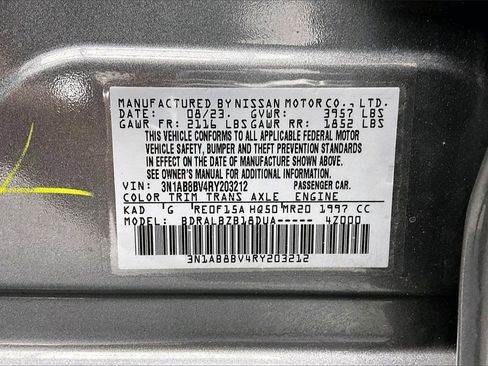 MANUFACTURED BY NISSAN MOTOR CO., LTD.
DATE: 08/23. GVWR: 3957 LBS
GAWR FR: 2116 LBS GAWR RR: 1852 LBS
THIS VEHICLE CONFORMS TO ALL APPLICABLE FEDERAL MOTOR
VEHICLE SAFETY, BUMPER AND THEFT PREVENTION STANDARDS
IN EFFECT ON THE DATE OF MANUFACTURE SHOWN ABOVE.
SEE OWNER'S MANUAL FOR ADDITIONAL INFORMATION
VIN: 3N1AB8BV4RY203212 PASSENGER CAR.
COLOR TRIM TRANS AXLE ENGINE
KAD G RE0F15A HQ50 MR20 1997 CC
MODEL: BDRALBZB18DUA----- 4Z000
3N1AB8BV4RY203212